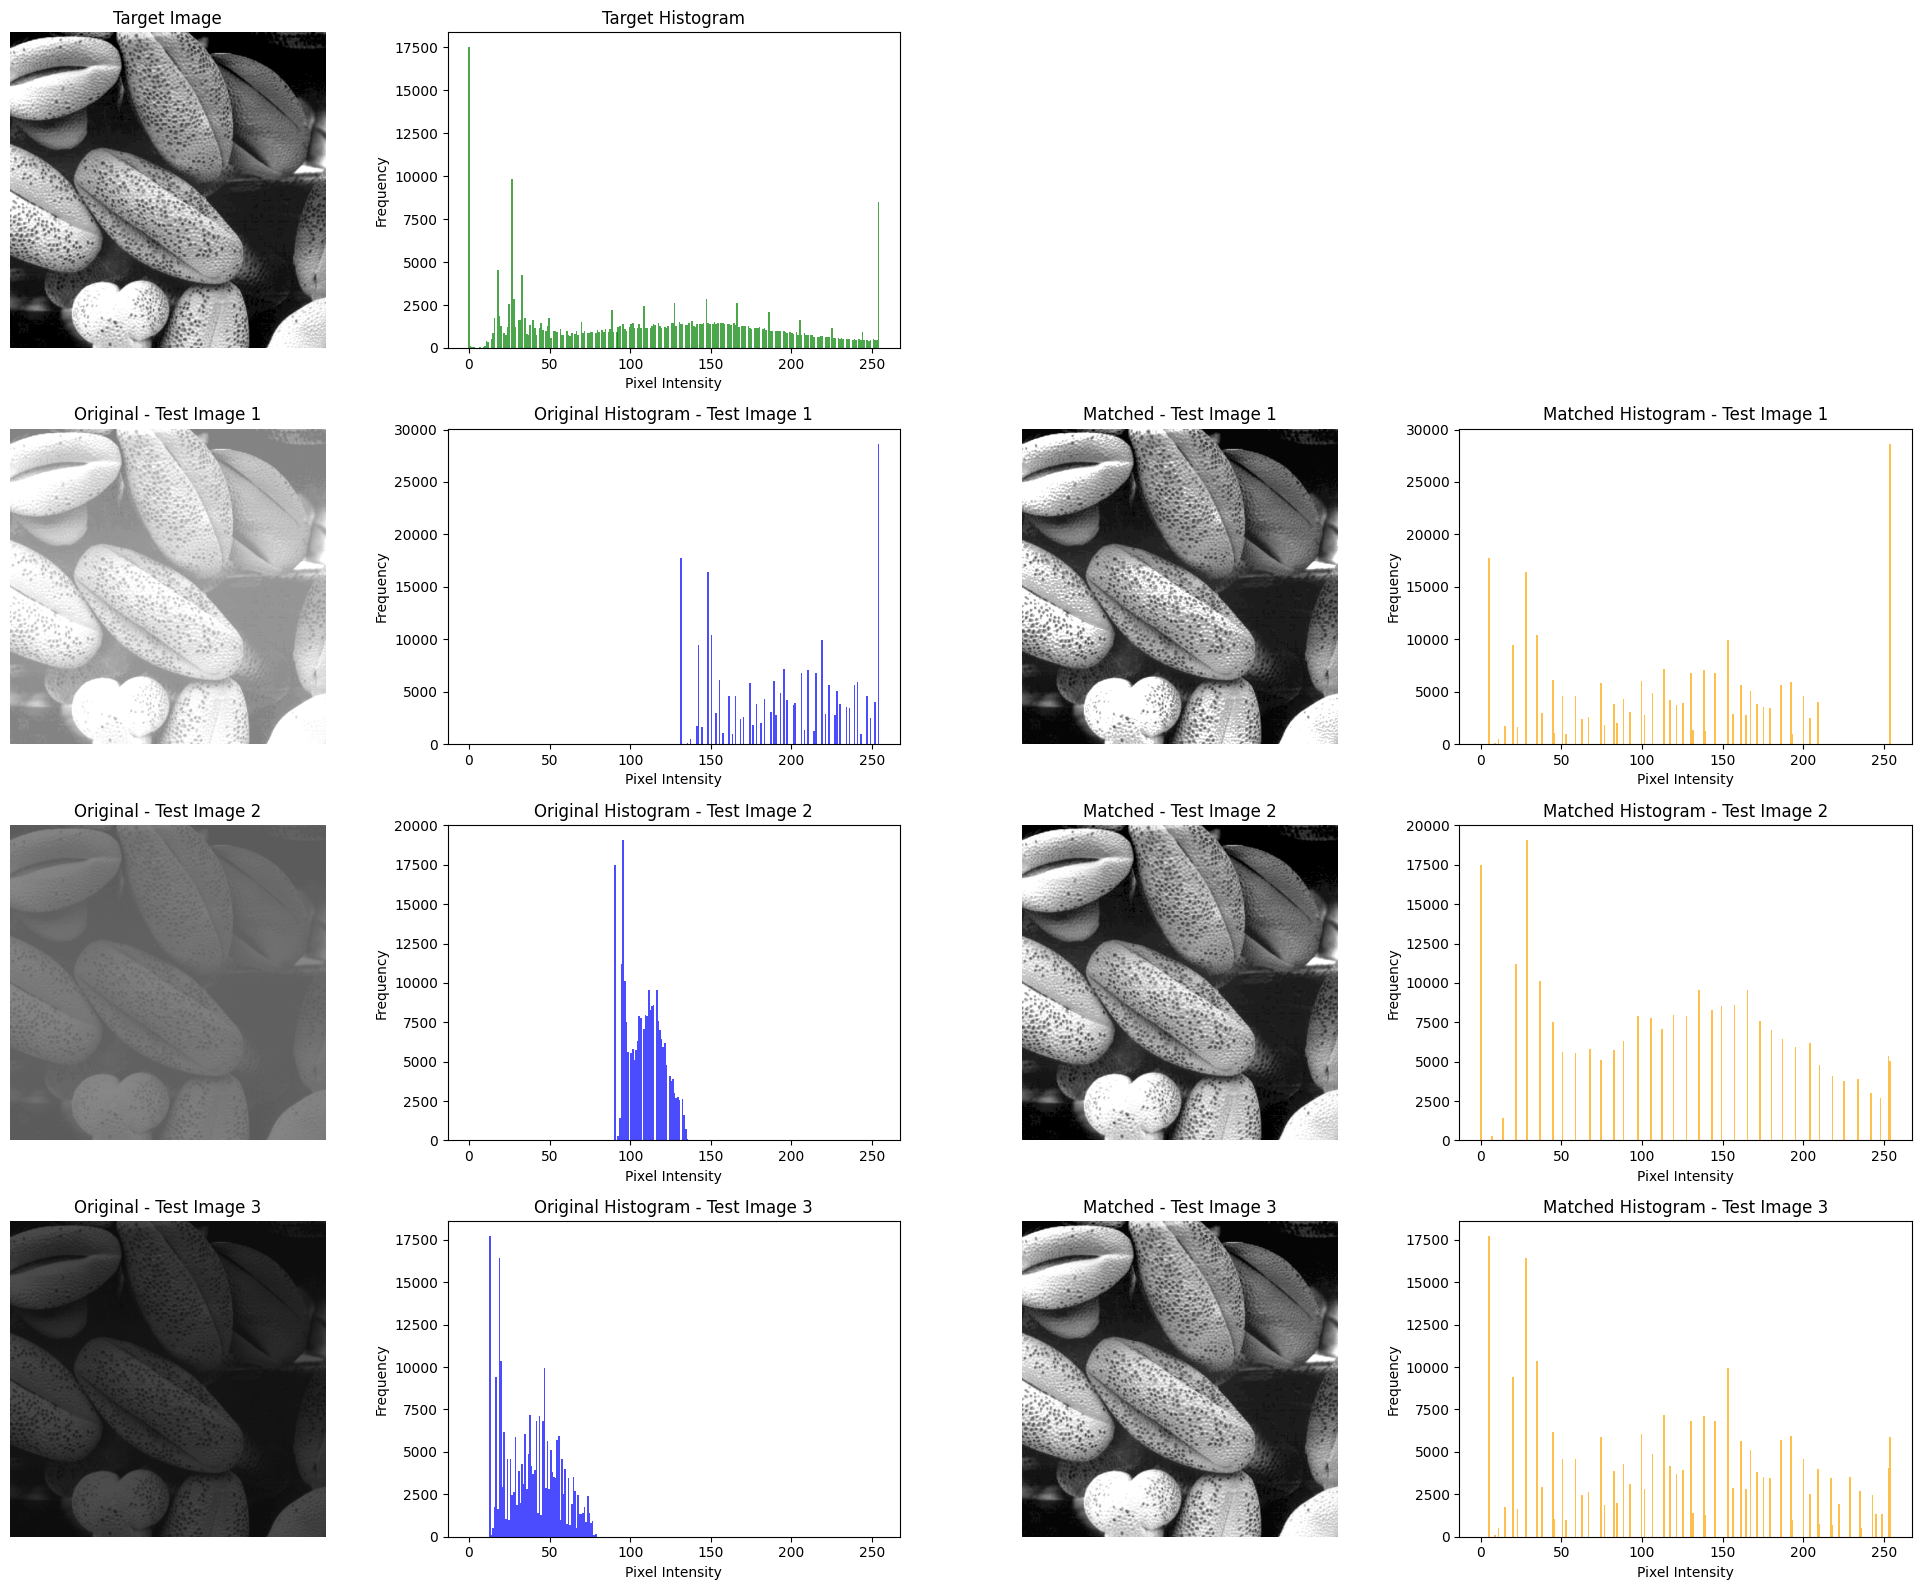 Target Image
Target Histogram
17500
15000
12500
10000
7500
5000
2500
0
Frequency
0 50 100 150 200 250
Pixel Intensity
Original - Test Image 1
Original Histogram - Test Image 1
30000
25000
20000
15000
10000
5000
0
Frequency
0 50 100 150 200 250
Pixel Intensity
Matched - Test Image 1
Matched Histogram - Test Image 1
30000
25000
20000
15000
10000
5000
0
Frequency
0 50 100 150 200 250
Pixel Intensity
Original - Test Image 2
Original Histogram - Test Image 2
20000
17500
15000
12500
10000
7500
5000
2500
0
Frequency
0 50 100 150 200 250
Pixel Intensity
Matched - Test Image 2
Matched Histogram - Test Image 2
20000
17500
15000
12500
10000
7500
5000
2500
0
Frequency
0 50 100 150 200 250
Pixel Intensity
Original - Test Image 3
Original Histogram - Test Image 3
17500
15000
12500
10000
7500
5000
2500
0
Frequency
0 50 100 150 200 250
Pixel Intensity
Matched - Test Image 3
Matched Histogram - Test Image 3
17500
15000
12500
10000
7500
5000
2500
0
Frequency
0 50 100 150 200 250
Pixel Intensity